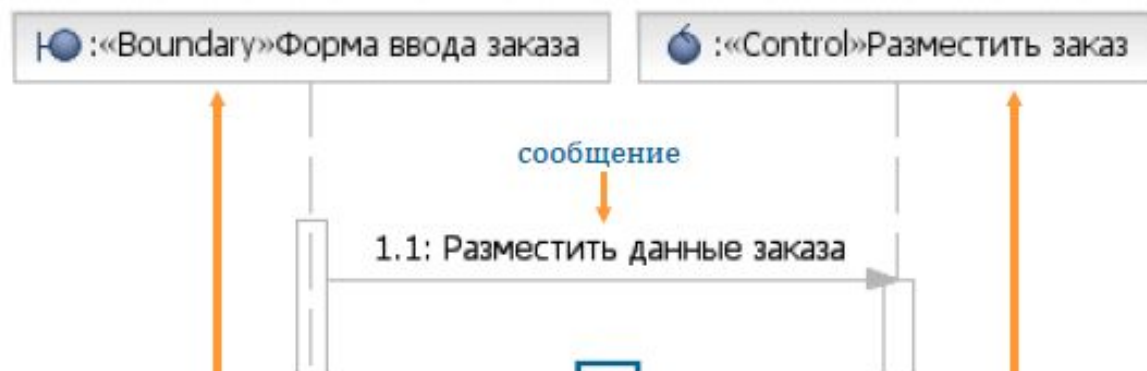 :«Boundary»Форма ввода заказа
:«Control»Разместить заказ
сообщение
1.1: Разместить данные заказа